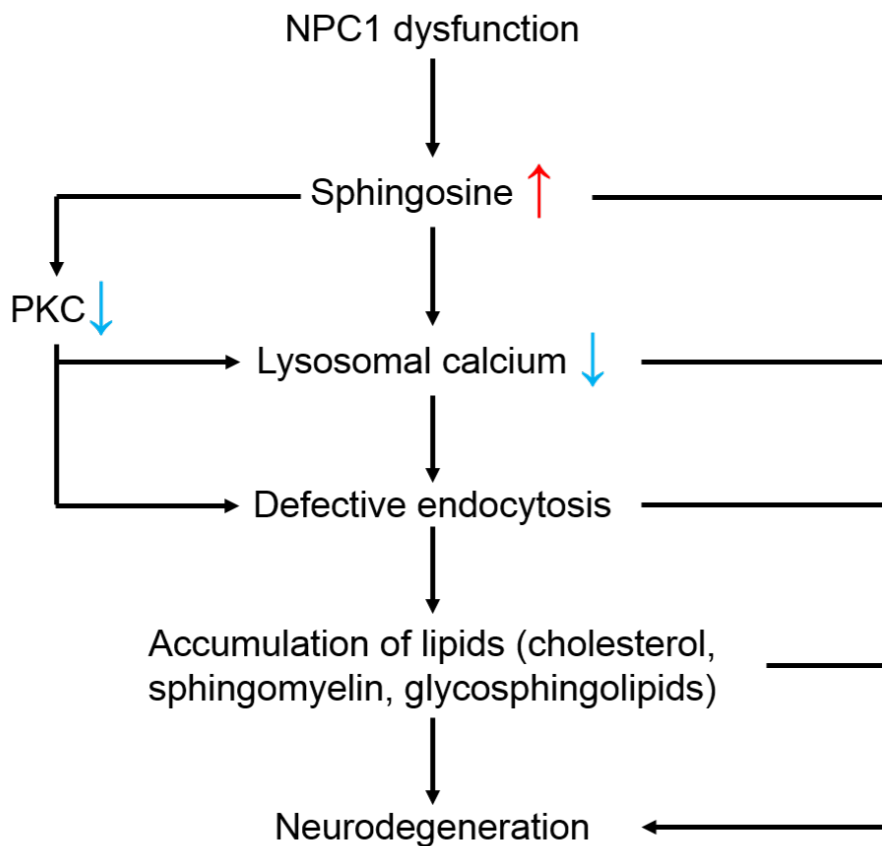 NPC1 dysfunction
Sphingosine
PKC
Lysosomal calcium
Defective endocytosis
Accumulation of lipids (cholesterol,
sphingomyelin, glycosphingolipids)
Neurodegeneration